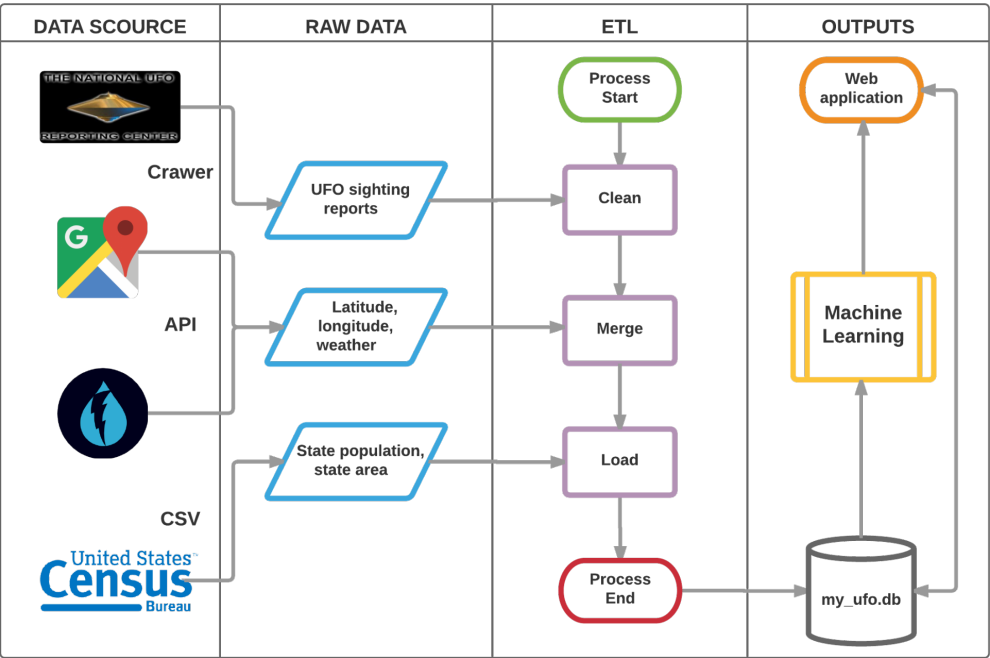 DATA SCOURCE
RAW DATA
ETL
OUTPUTS
THE NATIONAL UFO
REPORTING CENTER
Crawer
G
API
CSV
United States™
Census
Bureau
UFO sighting
reports
Latitude,
longitude,
weather
State population,
state area
Process
Start
Clean
Merge
Load
Process
End
Web
application
Machine
Learning
my_ufo.db